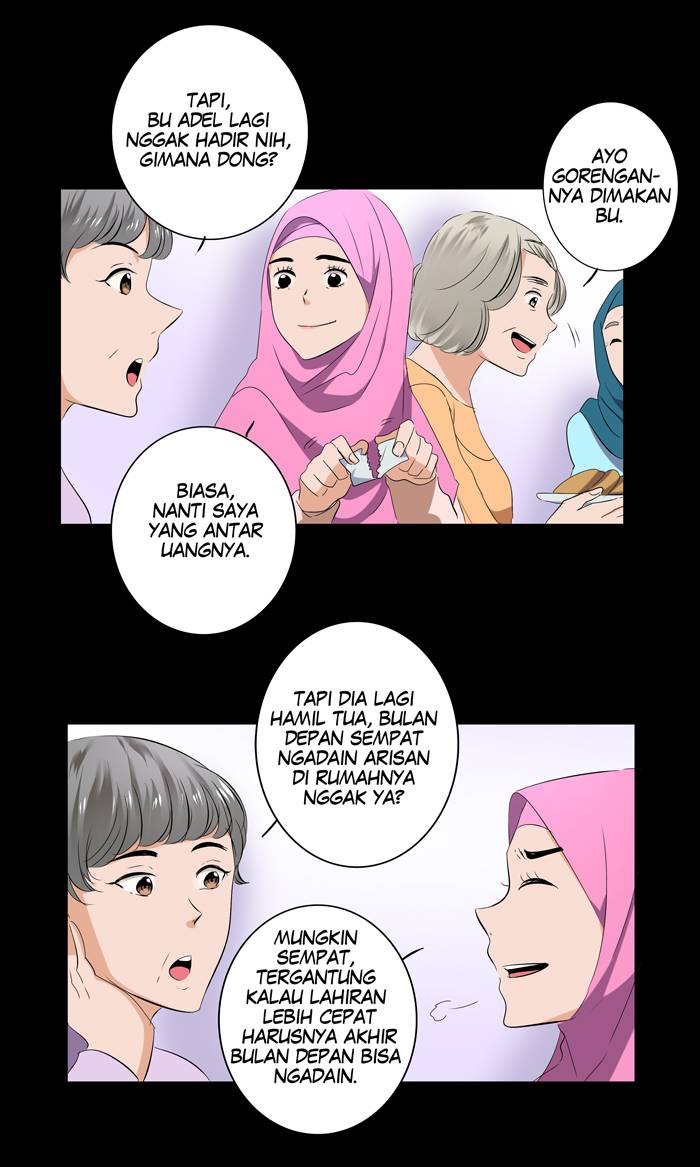 TAPI,
BU ADEL LAGI
NGGAK HADIR NIH,
GIMANA DONG?
AYO
GORENGAN-
NYA DIMAKAN
BU.
BIASA,
NANTI SAYA
YANG ANTAR
UANGNYA.
TAPI DIA LAGI
HAMIL TUA, BULAN
DEPAN SEMPAT
NGADAIN ARISAN
DI RUMAHNYA
NGGAK YA?
MUNGKIN
SEMPAT,
TERGANTUNG
KALAU LAHIRAN
LEBIH CEPAT
HARUSNYA AKHIR
BULAN DEPAN BISA
NGADAIN.